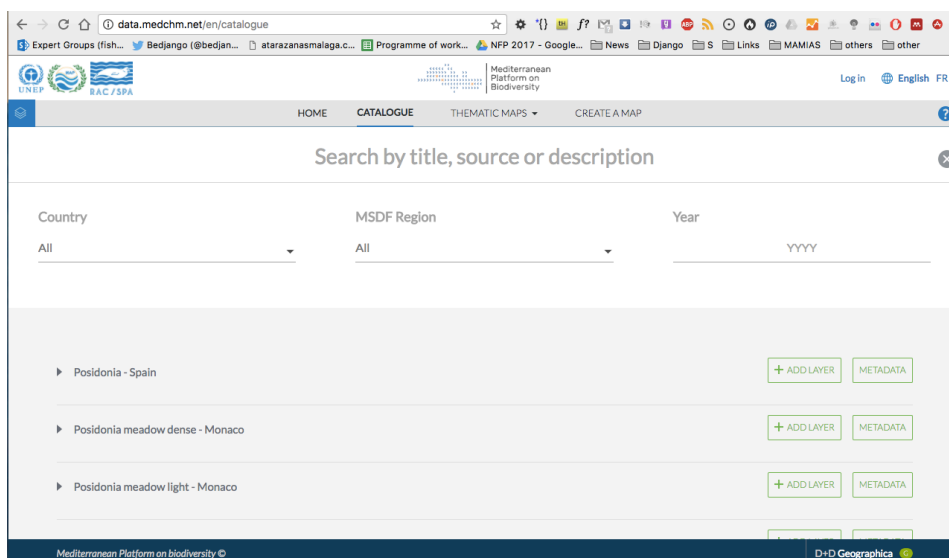 data.medchm.net/en/catalogue
Expert Groups (fish... Bedjango (@bedjan... atarazanasmalaga.c... Programme of work... NFP 2017 - Google... News Django S Links MAMIAS others other
UNEP RAC/SPA
Mediterranean
Platform on
Biodiversity
Log in English FR
HOME CATALOGUE THEMATIC MAPS CREATE A MAP
Search by title, source or description
Country MSDF Region Year
All All YYYY
Posidonia - Spain + ADD LAYER METADATA
Posidonia meadow dense - Monaco + ADD LAYER METADATA
Posidonia meadow light - Monaco + ADD LAYER METADATA
Mediterranean Platform on biodiversity © D+D Geographica G